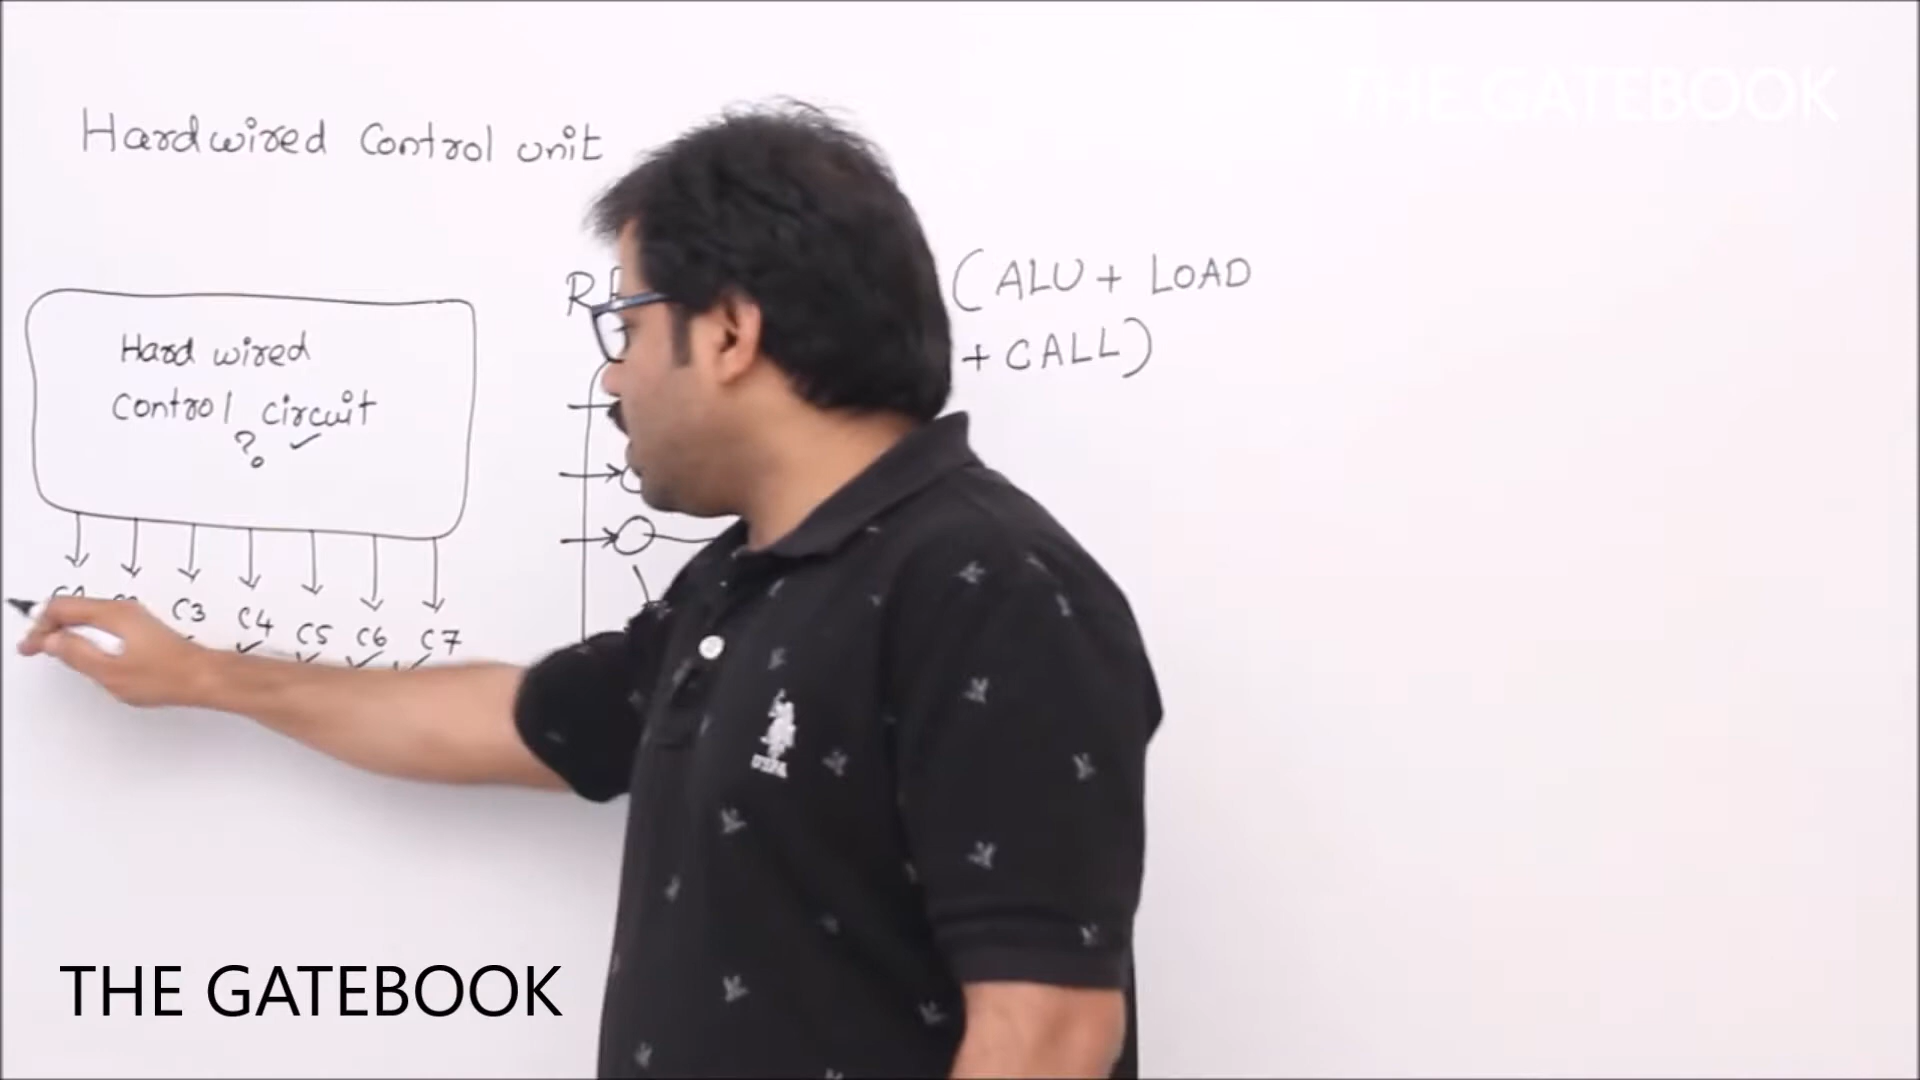 THE GATEBOOK
Hardwired Control unit
(ALU + LOAD
+ CALL)
Hard wired
control circuit
?
C3 C4 C5 C6 C7
USPA
THE GATEBOOK